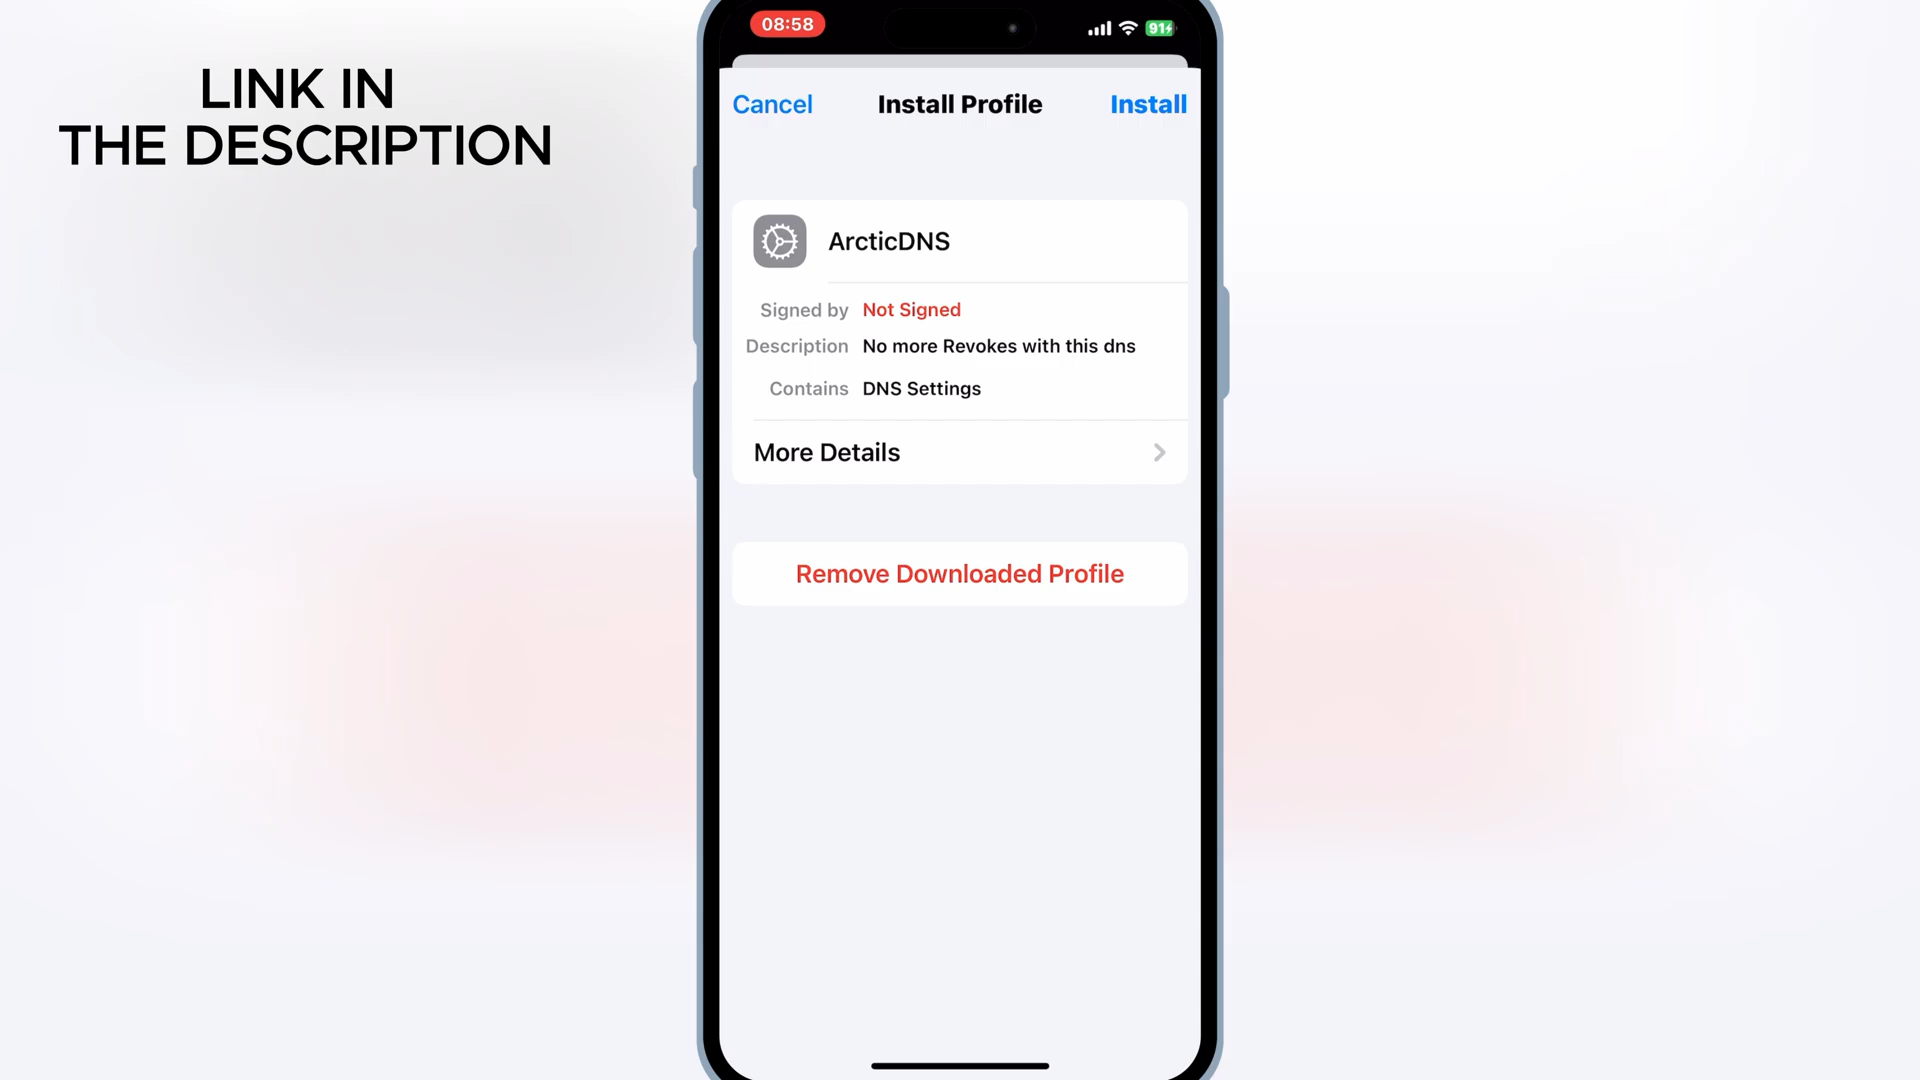 LINK IN
THE DESCRIPTION
08:58
91
Cancel
Install Profile
Install
ArcticDNS
Signed by Not Signed
Description No more Revokes with this dns
Contains DNS Settings
More Details
Remove Downloaded Profile